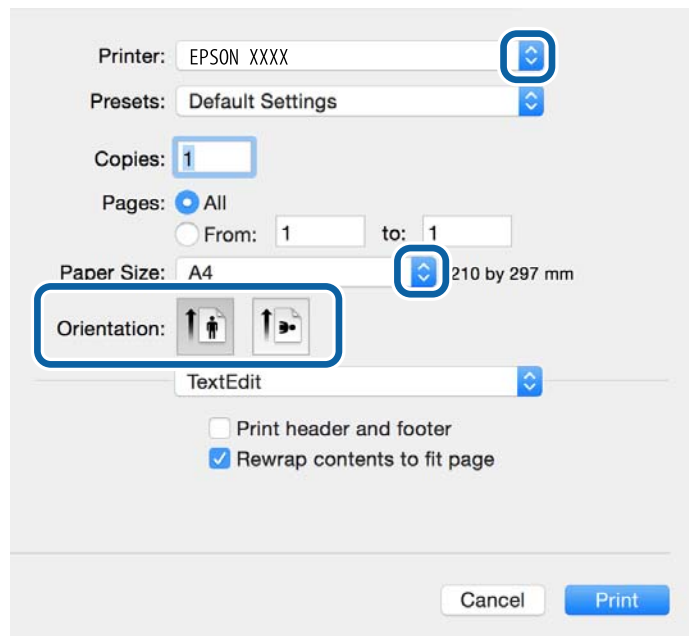 Printer: EPSON XXXX
Presets: Default Settings
Copies: 1
Pages: All
From: 1 to: 1
Paper Size: A4 210 by 297 mm
Orientation:
TextEdit
Print header and footer
Rewrap contents to fit page
Cancel Print